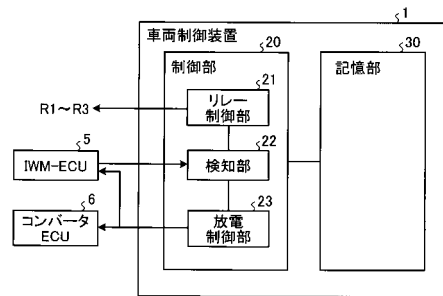 1
車両制御装置
20
30
制御部
記憶部
21
リレー
制御部
R1～R3
5
22
IWM-ECU
検知部
6
23
コンバータ
ECU
放電
制御部